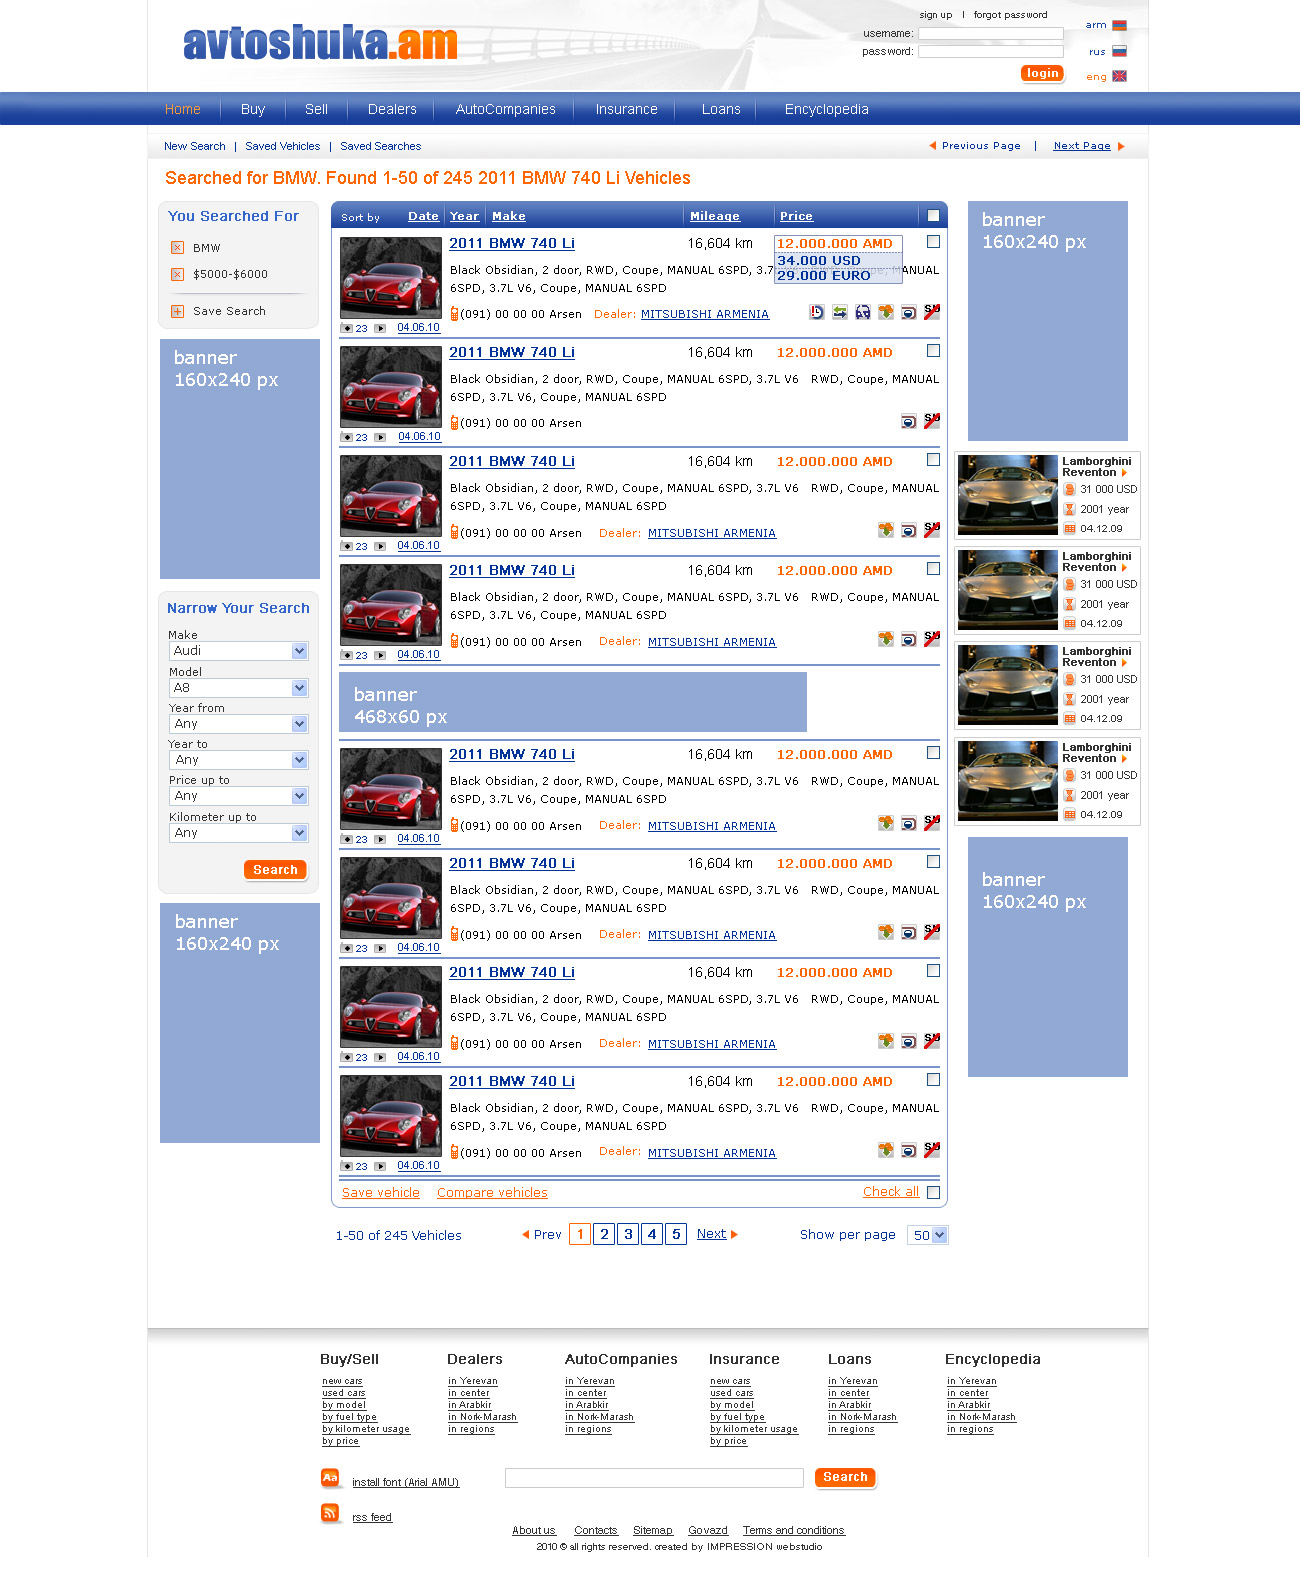 avtoshuka.am
sign up | forgot password
username:
password:
login
arm
rus
eng
Home Buy Sell Dealers AutoCompanies Insurance Loans Encyclopedia
New Search | Saved Vehicles | Saved Searches
Previous Page | Next Page
Searched for BMW. Found 1-50 of 245 2011 BMW 740 Li Vehicles
You Searched For
BMW
$5000-$6000
Save Search
banner
160x240 px
Narrow Your Search
Make
Audi
Model
A8
Year from
Any
Year to
Any
Price up to
Any
Kilometer up to
Any
Search
banner
160x240 px
Sort by Date Year Make Mileage Price
2011 BMW 740 Li 16,604 km 12.000.000 AMD
34.000 USD
29.000 EURO
Black Obsidian, 2 door, RWD, Coupe, MANUAL 6SPD, 3.7L V6 RWD, Coupe, MANUAL
6SPD, 3.7L V6, Coupe, MANUAL 6SPD
(091) 00 00 00 Arsen Dealer: MITSUBISHI ARMENIA
23 04.06.10
2011 BMW 740 Li 16,604 km 12.000.000 AMD
Black Obsidian, 2 door, RWD, Coupe, MANUAL 6SPD, 3.7L V6 RWD, Coupe, MANUAL
6SPD, 3.7L V6, Coupe, MANUAL 6SPD
(091) 00 00 00 Arsen
23 04.06.10
2011 BMW 740 Li 16,604 km 12.000.000 AMD
Black Obsidian, 2 door, RWD, Coupe, MANUAL 6SPD, 3.7L V6 RWD, Coupe, MANUAL
6SPD, 3.7L V6, Coupe, MANUAL 6SPD
(091) 00 00 00 Arsen Dealer: MITSUBISHI ARMENIA
23 04.06.10
2011 BMW 740 Li 16,604 km 12.000.000 AMD
Black Obsidian, 2 door, RWD, Coupe, MANUAL 6SPD, 3.7L V6 RWD, Coupe, MANUAL
6SPD, 3.7L V6, Coupe, MANUAL 6SPD
(091) 00 00 00 Arsen Dealer: MITSUBISHI ARMENIA
23 04.06.10
banner
468x60 px
2011 BMW 740 Li 16,604 km 12.000.000 AMD
Black Obsidian, 2 door, RWD, Coupe, MANUAL 6SPD, 3.7L V6 RWD, Coupe, MANUAL
6SPD, 3.7L V6, Coupe, MANUAL 6SPD
(091) 00 00 00 Arsen Dealer: MITSUBISHI ARMENIA
23 04.06.10
2011 BMW 740 Li 16,604 km 12.000.000 AMD
Black Obsidian, 2 door, RWD, Coupe, MANUAL 6SPD, 3.7L V6 RWD, Coupe, MANUAL
6SPD, 3.7L V6, Coupe, MANUAL 6SPD
(091) 00 00 00 Arsen Dealer: MITSUBISHI ARMENIA
23 04.06.10
2011 BMW 740 Li 16,604 km 12.000.000 AMD
Black Obsidian, 2 door, RWD, Coupe, MANUAL 6SPD, 3.7L V6 RWD, Coupe, MANUAL
6SPD, 3.7L V6, Coupe, MANUAL 6SPD
(091) 00 00 00 Arsen Dealer: MITSUBISHI ARMENIA
23 04.06.10
2011 BMW 740 Li 16,604 km 12.000.000 AMD
Black Obsidian, 2 door, RWD, Coupe, MANUAL 6SPD, 3.7L V6 RWD, Coupe, MANUAL
6SPD, 3.7L V6, Coupe, MANUAL 6SPD
(091) 00 00 00 Arsen Dealer: MITSUBISHI ARMENIA
23 04.06.10
Save vehicle Compare vehicles Check all
1-50 of 245 Vehicles Prev 1 2 3 4 5 Next Show per page 50
banner
160x240 px
Lamborghini
Reventon
31 000 USD
2001 year
04.12.09
Lamborghini
Reventon
31 000 USD
2001 year
04.12.09
Lamborghini
Reventon
31 000 USD
2001 year
04.12.09
Lamborghini
Reventon
31 000 USD
2001 year
04.12.09
banner
160x240 px
Buy/Sell
new cars
used cars
by model
by fuel type
by kilometer usage
by price
Dealers
in Yerevan
in center
in Arabkir
in Nork-Marash
in regions
AutoCompanies
in Yerevan
in center
in Arabkir
in Nork-Marash
in regions
Insurance
new cars
used cars
by model
by fuel type
by kilometer usage
by price
Loans
in Yerevan
in center
in Arabkir
in Nork-Marash
in regions
Encyclopedia
in Yerevan
in center
in Arabkir
in Nork-Marash
in regions
Aa install font (Arial AMU)
Search
rss feed
About us Contacts Sitemap Govazd Terms and conditions
2010 © all rights reserved. created by IMPRESSION webstudio